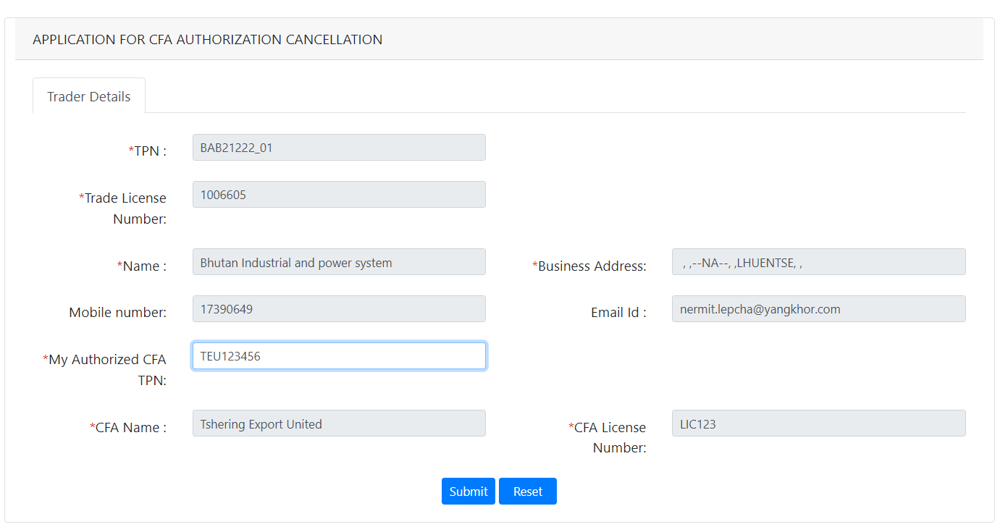 APPLICATION FOR CFA AUTHORIZATION CANCELLATION
Trader Details
*TPN :
BAB21222_01
*Trade License
Number:
1006605
*Name :
Bhutan Industrial and power system
*Business Address:
, ,--NA--, ,LHUENTSE, ,
Mobile number:
17390649
Email Id :
nermit.lepcha@yangkhor.com
*My Authorized CFA
TPN:
TEU123456
*CFA Name :
Tshering Export United
*CFA License
Number:
LIC123
Submit
Reset